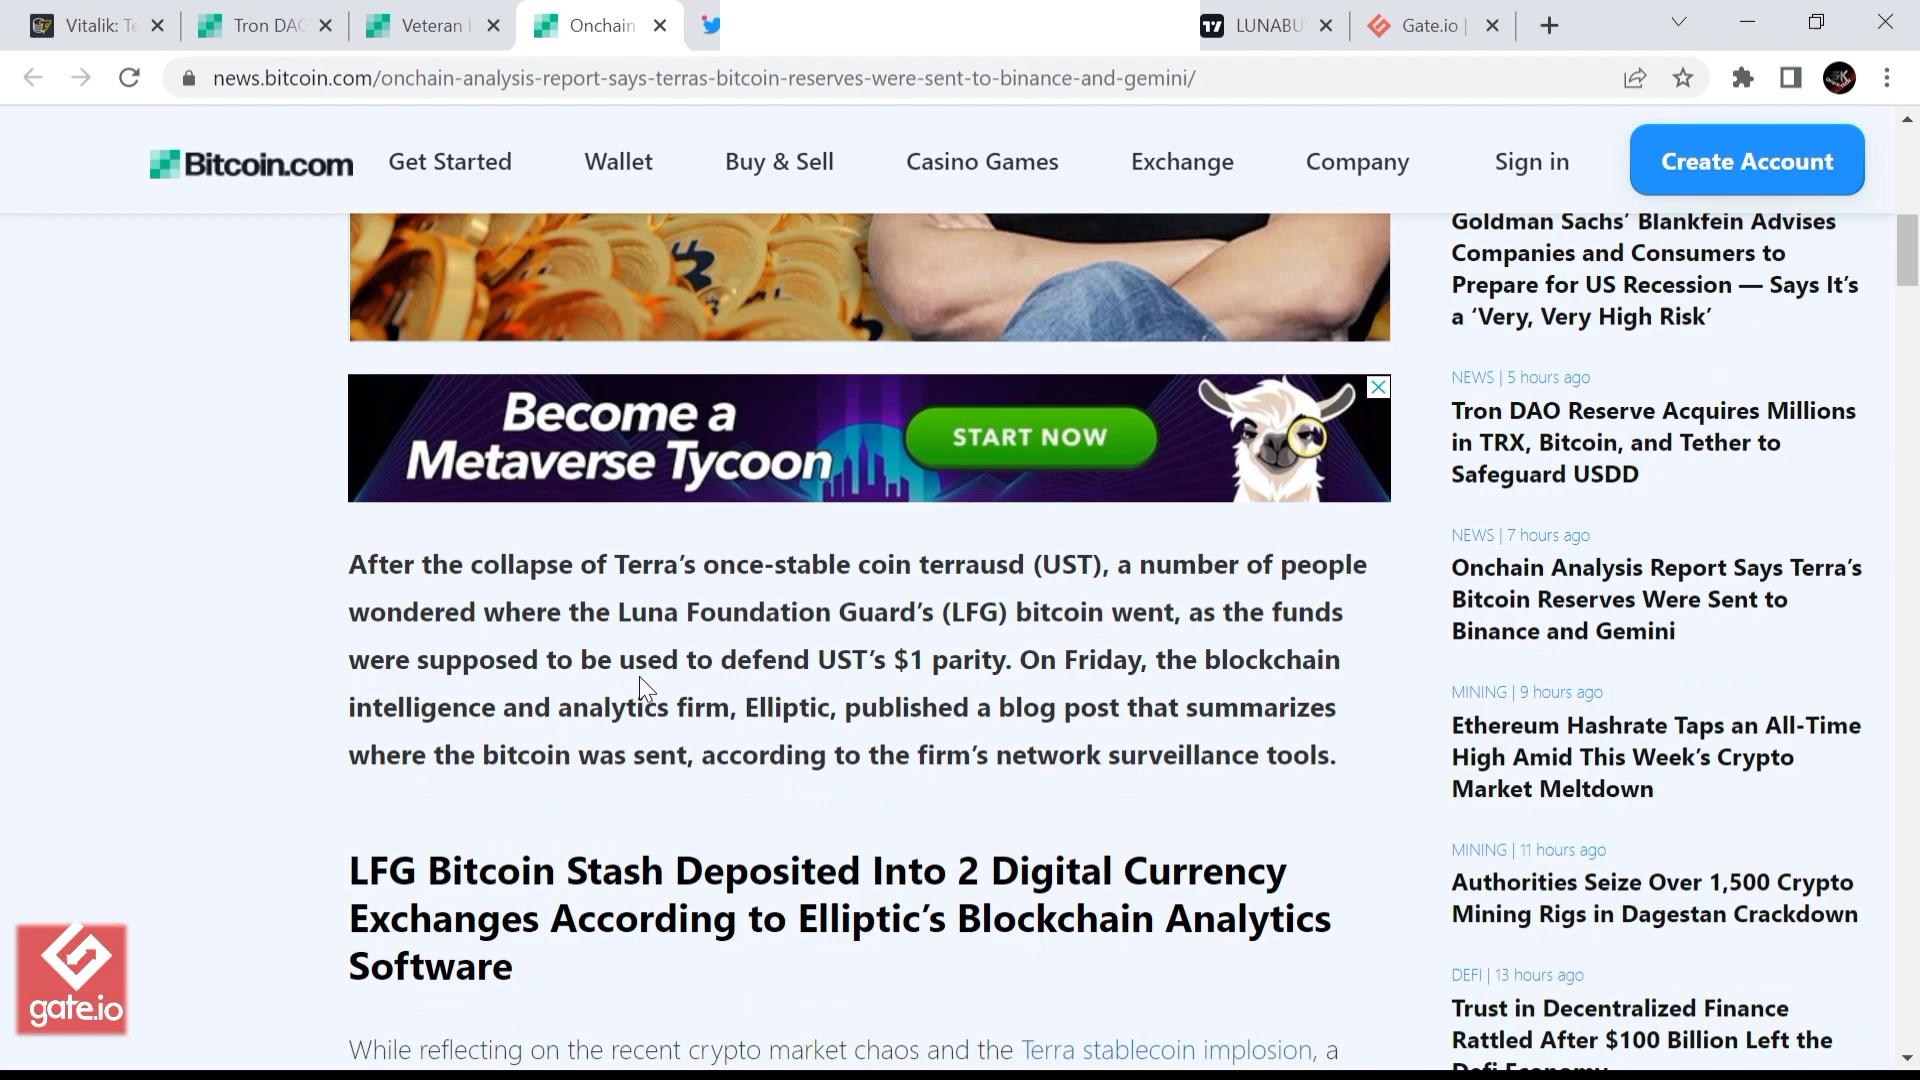 Vitalik: Te
Tron DAO
Veteran
Onchain
LUNABU
Gate.io |
news.bitcoin.com/onchain-analysis-report-says-terras-bitcoin-reserves-were-sent-to-binance-and-gemini/
Bitcoin.com
Get Started
Wallet
Buy & Sell
Casino Games
Exchange
Company
Sign in
Create Account
Become a
Metaverse Tycoon
START NOW
After the collapse of Terra’s once-stable coin terrausd (UST), a number of people
wondered where the Luna Foundation Guard’s (LFG) bitcoin went, as the funds
were supposed to be used to defend UST’s $1 parity. On Friday, the blockchain
intelligence and analytics firm, Elliptic, published a blog post that summarizes
where the bitcoin was sent, according to the firm’s network surveillance tools.
LFG Bitcoin Stash Deposited Into 2 Digital Currency
Exchanges According to Elliptic’s Blockchain Analytics
Software
While reflecting on the recent crypto market chaos and the Terra stablecoin implosion, a
Goldman Sachs’ Blankfein Advises
Companies and Consumers to
Prepare for US Recession — Says It’s
a ‘Very, Very High Risk’
NEWS | 5 hours ago
Tron DAO Reserve Acquires Millions
in TRX, Bitcoin, and Tether to
Safeguard USDD
NEWS | 7 hours ago
Onchain Analysis Report Says Terra’s
Bitcoin Reserves Were Sent to
Binance and Gemini
MINING | 9 hours ago
Ethereum Hashrate Taps an All-Time
High Amid This Week’s Crypto
Market Meltdown
MINING | 11 hours ago
Authorities Seize Over 1,500 Crypto
Mining Rigs in Dagestan Crackdown
DEFI | 13 hours ago
Trust in Decentralized Finance
Rattled After $100 Billion Left the
Defi Economy
gate.io